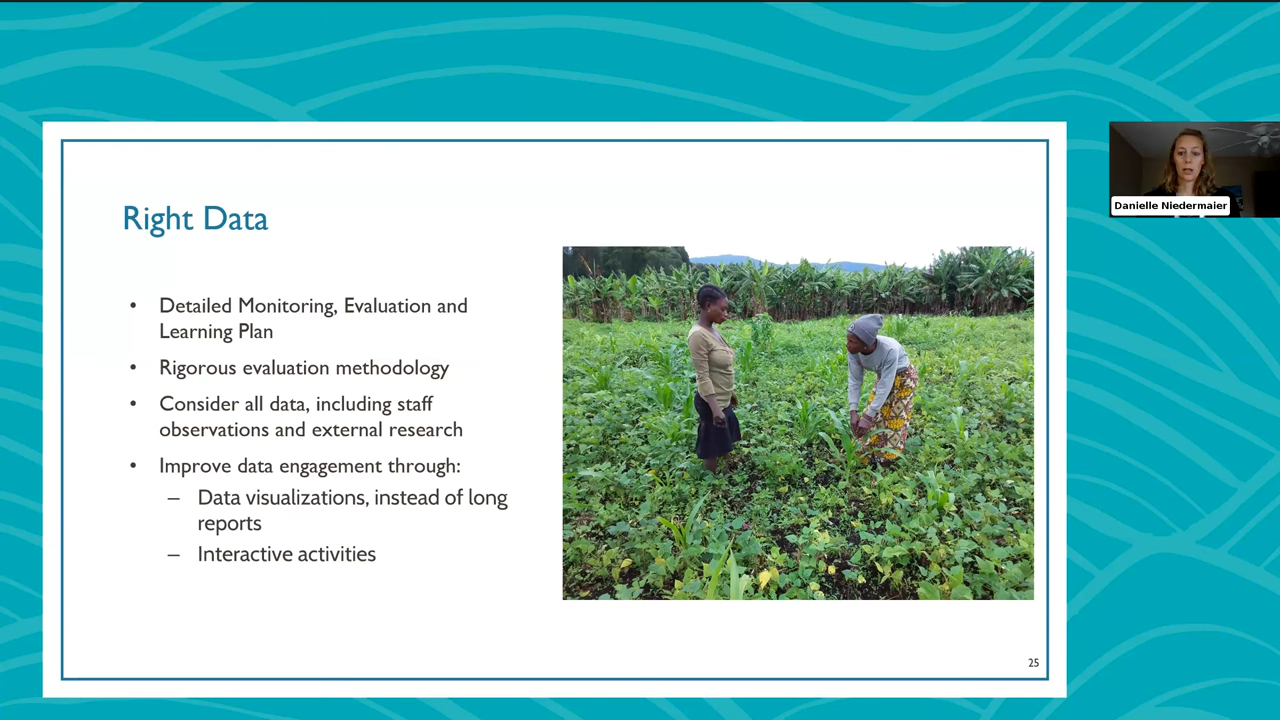 Right Data
• Detailed Monitoring, Evaluation and
Learning Plan
• Rigorous evaluation methodology
• Consider all data, including staff
observations and external research
• Improve data engagement through:
– Data visualizations, instead of long
reports
– Interactive activities
25
Danielle Niedermaier